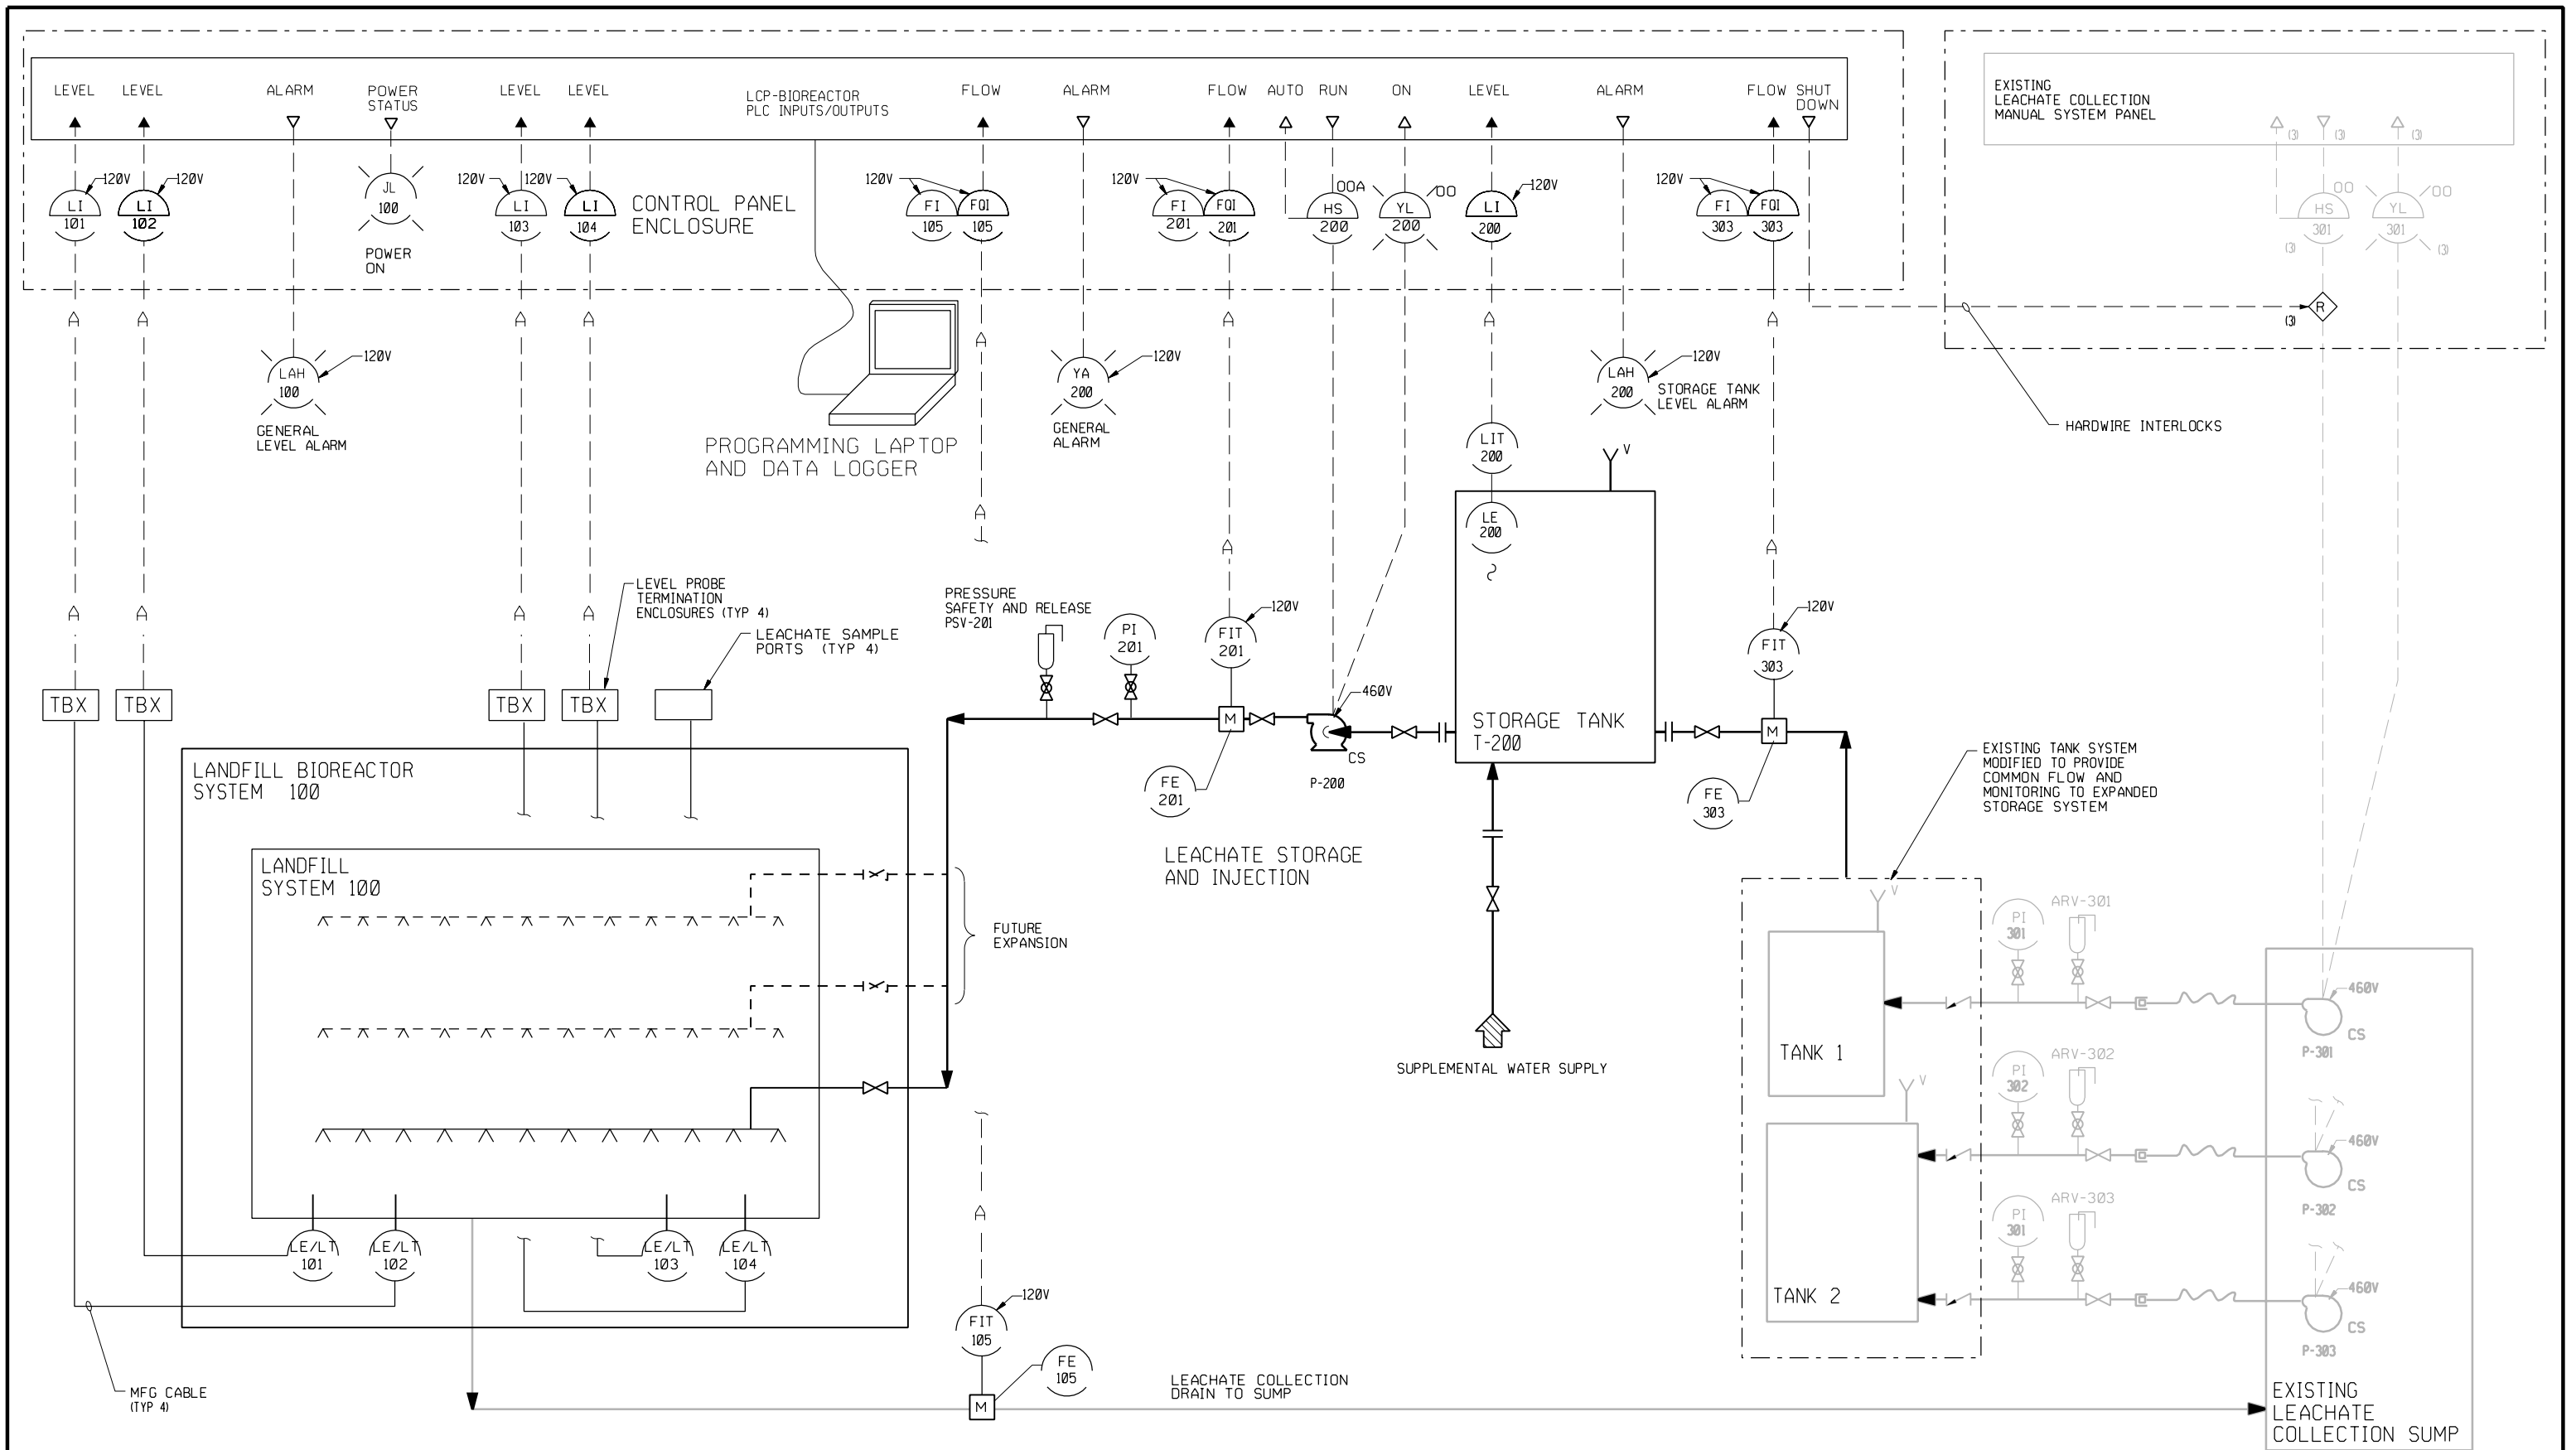 LEVEL
LEVEL
ALARM
POWER
STATUS
LEVEL
LEVEL
LCP-BIOREACTOR
PLC INPUTS/OUTPUTS
FLOW
ALARM
FLOW
AUTO
RUN
ON
LEVEL
ALARM
FLOW
SHUT
DOWN
EXISTING
LEACHATE COLLECTION
MANUAL SYSTEM PANEL
(3)
(3)
(3)
120V
LI
101
120V
LI
102
JL
100
POWER
ON
120V
LI
103
120V
LI
104
CONTROL PANEL
ENCLOSURE
120V
FI
105
FQI
105
120V
FI
201
FQI
201
OOA
HS
200
OO
YL
200
120V
LI
200
120V
FI
303
FQI
303
OO
HS
301
(3)
OO
YL
301
(3)
R
(3)
A
A
A
A
A
A
A
A
LAH
100
120V
GENERAL
LEVEL ALARM
PROGRAMMING LAPTOP
AND DATA LOGGER
YA
200
120V
GENERAL
ALARM
LAH
200
120V
STORAGE TANK
LEVEL ALARM
HARDWIRE INTERLOCKS
LIT
200
V
LE
200
A
A
A
A
A
A
A
LEVEL PROBE
TERMINATION
ENCLOSURES (TYP 4)
LEACHATE SAMPLE
PORTS (TYP 4)
PRESSURE
SAFETY AND RELEASE
PSV-201
PI
201
FIT
201
120V
FIT
303
120V
TBX
TBX
TBX
TBX
M
460V
CS
P-200
STORAGE TANK
T-200
M
FE
201
FE
303
EXISTING TANK SYSTEM
MODIFIED TO PROVIDE
COMMON FLOW AND
MONITORING TO EXPANDED
STORAGE SYSTEM
LANDFILL BIOREACTOR
SYSTEM 100
LANDFILL
SYSTEM 100
LEACHATE STORAGE
AND INJECTION
FUTURE
EXPANSION
V
PI
301
ARV-301
460V
CS
P-301
TANK 1
SUPPLEMENTAL WATER SUPPLY
V
PI
302
ARV-302
460V
CS
P-302
PI
301
ARV-303
460V
CS
P-303
TANK 2
A
LE/LT
101
LE/LT
102
LE/LT
103
LE/LT
104
FIT
105
120V
FE
105
M
MFG CABLE
(TYP 4)
LEACHATE COLLECTION
DRAIN TO SUMP
EXISTING
LEACHATE
COLLECTION SUMP